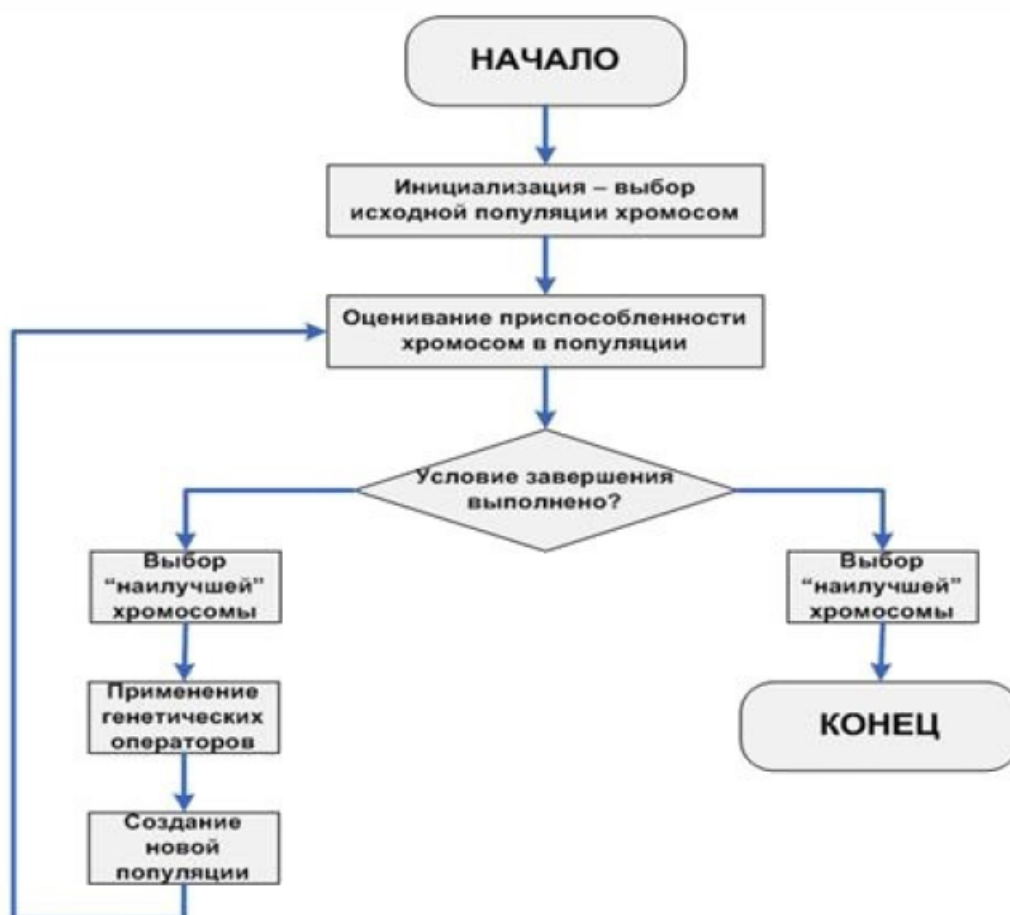 НАЧАЛО
Инициализация – выбор
исходной популяции хромосом
Оценивание приспособленности
хромосом в популяции
Условие завершения
выполнено?
Выбор
“наилучшей”
хромосомы
Применение
генетических
операторов
Создание
новой
популяции
Выбор
“наилучшей”
хромосомы
КОНЕЦ